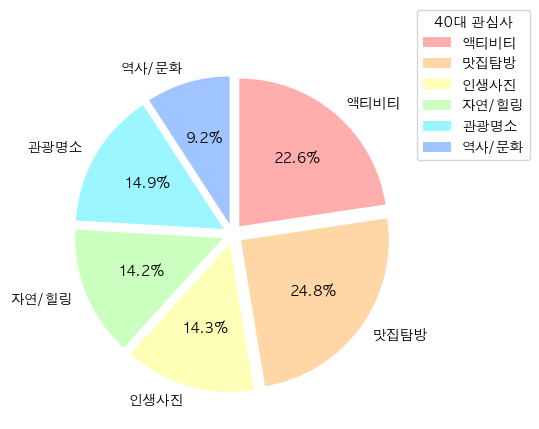 40대 관심사
액티비티
맛집탐방
인생사진
자연/힐링
관광명소
역사/문화
역사/문화
액티비티
9.2%
22.6%
관광명소
14.9%
14.2%
24.8%
자연/힐링
14.3%
맛집탐방
인생사진